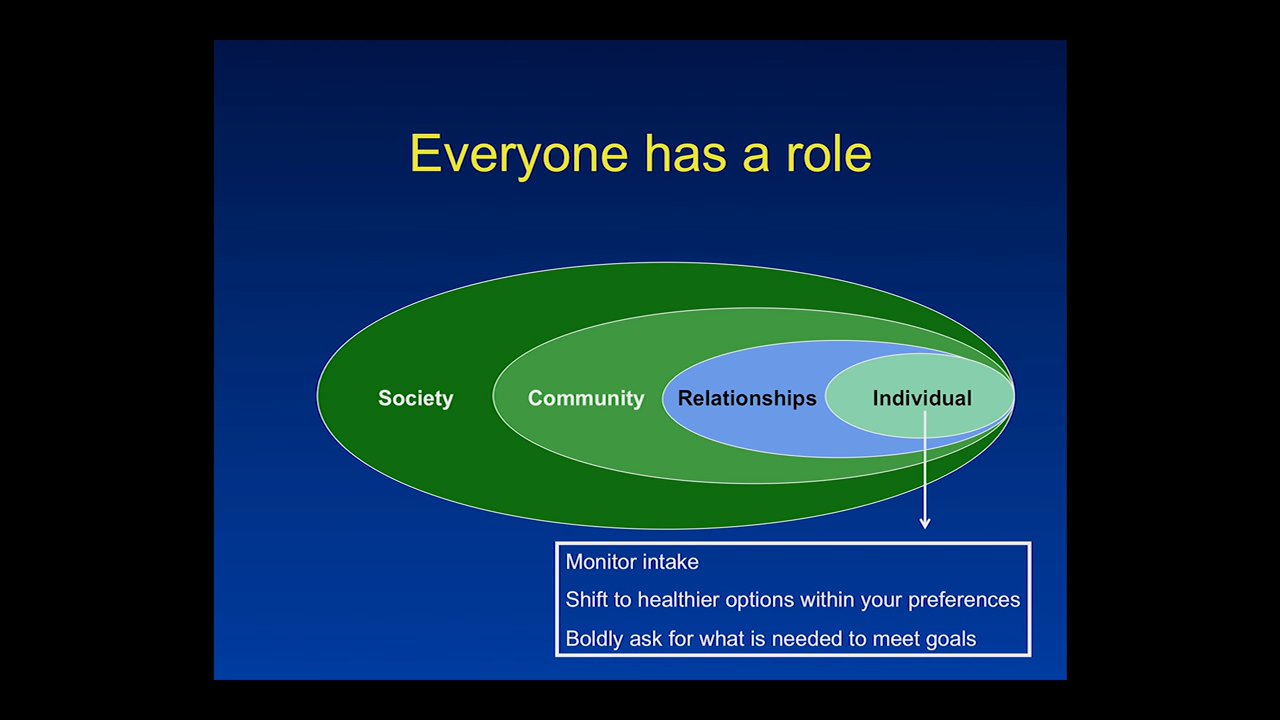 Everyone has a role
Society
Community
Relationships
Individual
Monitor intake
Shift to healthier options within your preferences
Boldly ask for what is needed to meet goals